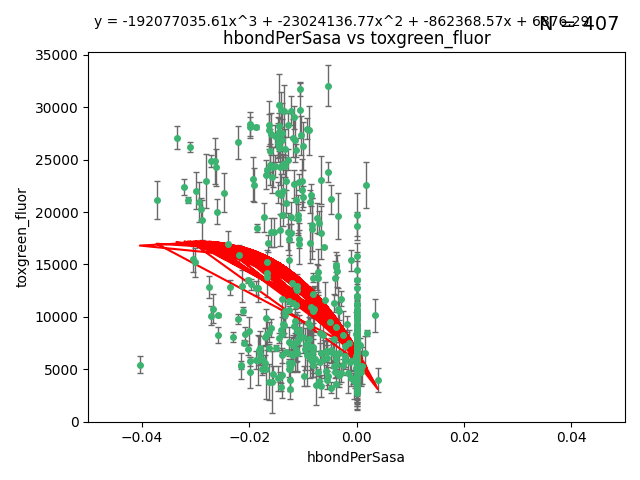 y = -192077035.61x^3 + -23024136.77x^2 + -862368.57x + 6876.29
N = 407
hbondPerSasa vs toxgreen_fluor
35000
30000
25000
20000
15000
10000
5000
0
toxgreen_fluor
−0.04
−0.02
0.00
0.02
0.04
hbondPerSasa